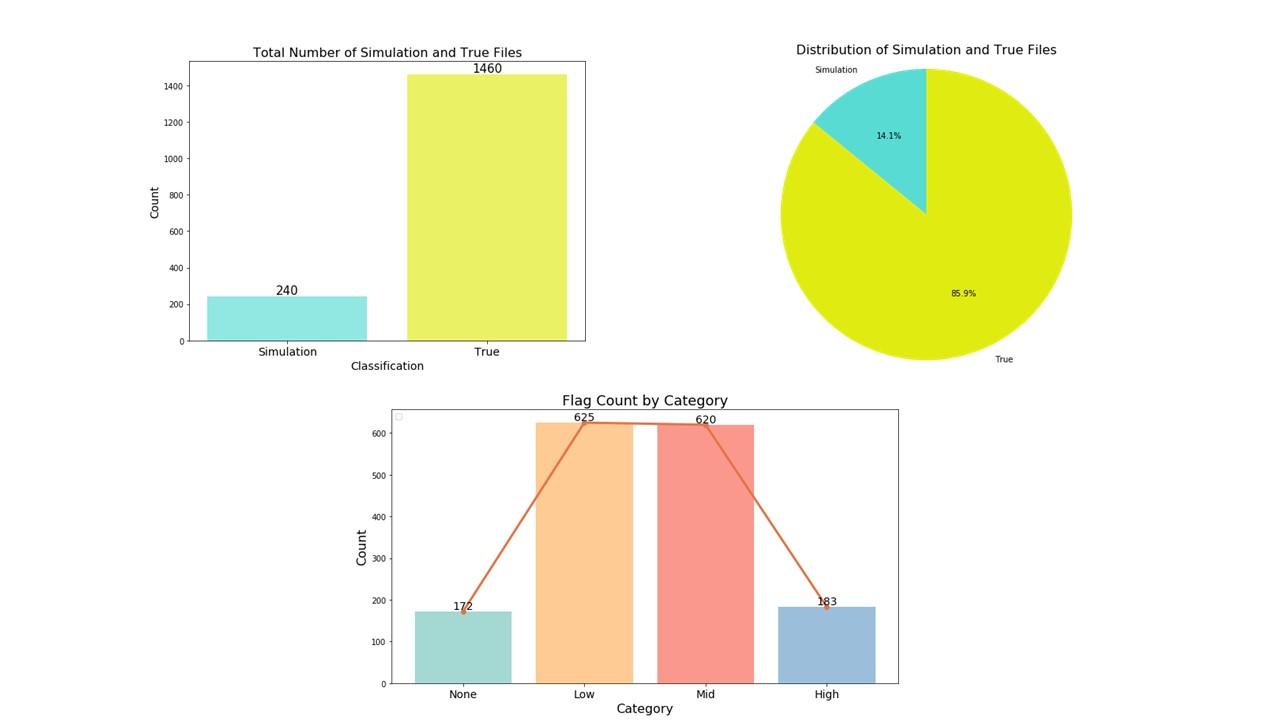 Total Number of Simulation and True Files
1460
1400
1200
1000
800
600
400
200
0
240
Count
Simulation
True
Classification
Distribution of Simulation and True Files
Simulation
14.1%
85.9%
True
Flag Count by Category
625
620
600
500
400
300
200
100
0
172
183
Count
None
Low
Mid
High
Category